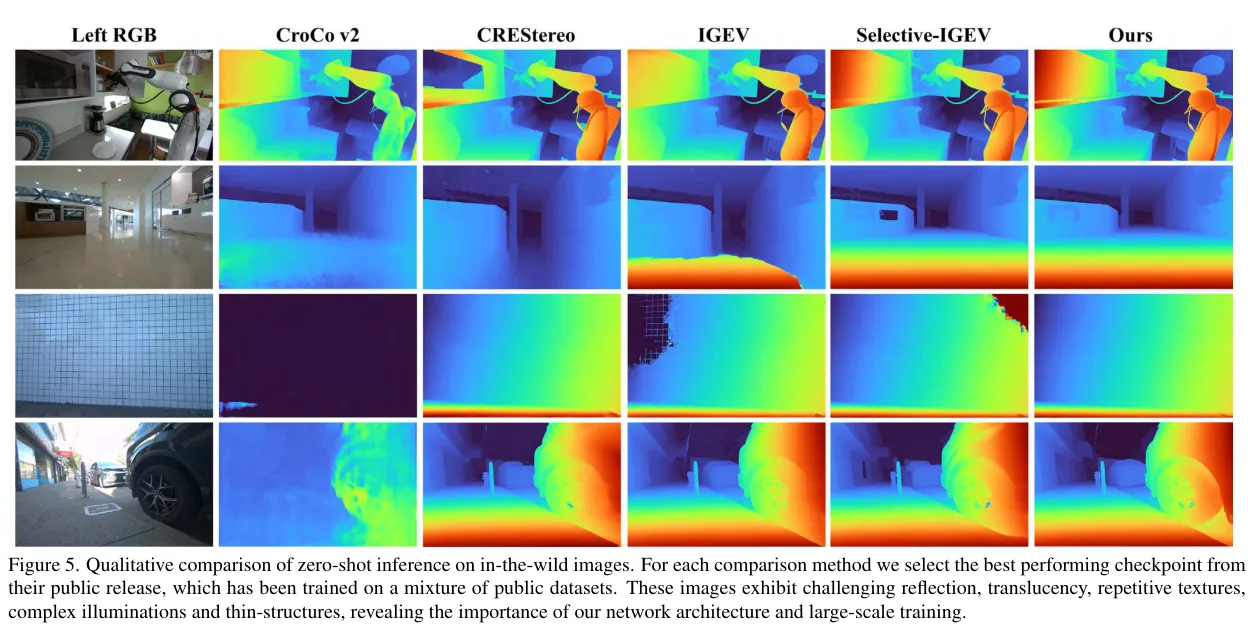 Left RGB CroCo v2 CREStereo IGEV Selective-IGEV Ours
Figure 5. Qualitative comparison of zero-shot inference on in-the-wild images. For each comparison method we select the best performing checkpoint from
their public release, which has been trained on a mixture of public datasets. These images exhibit challenging reflection, translucency, repetitive textures,
complex illuminations and thin-structures, revealing the importance of our network architecture and large-scale training.